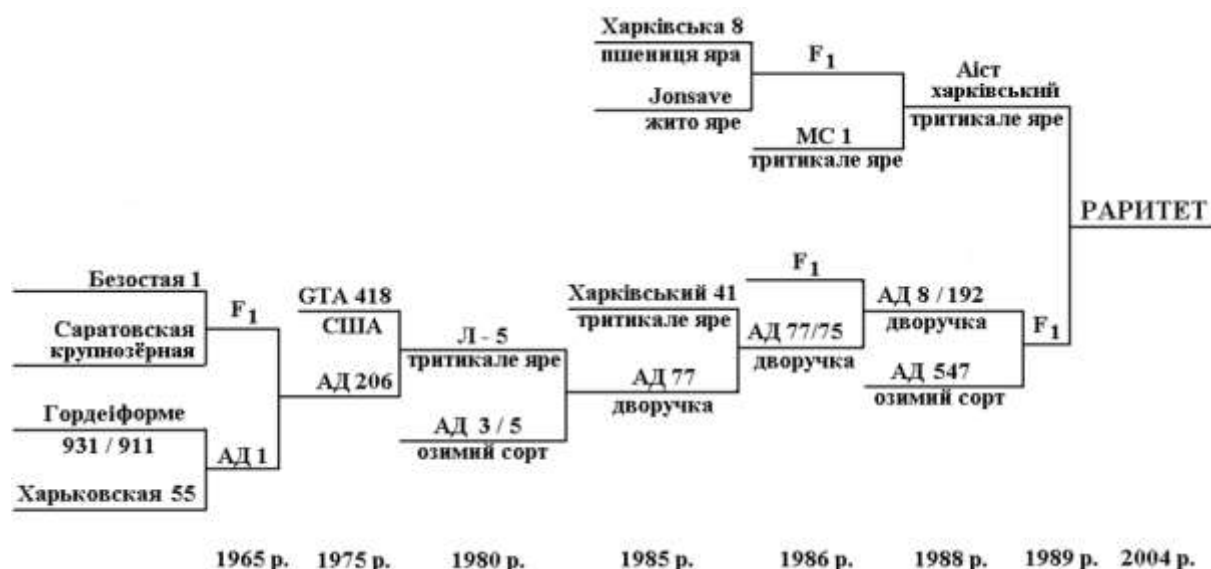 Харківська 8
пшениця яра
F1
Jonsave
жито яре
МС 1
тритикале яре
Аіст
харківський
тритикале яре
РАРИТЕТ
Безостая 1
F1
Саратовская
крупнозёрная
Гордеіформе
931 / 911
АД 1
Харьковская 55
GTA 418
США
АД 206
Л - 5
тритикале яре
АД 3 / 5
озимий сорт
Харківський 41
тритикале яре
АД 77
дворучка
F1
АД 77/75
дворучка
АД 8 / 192
дворучка
F1
АД 547
озимий сорт
1965 р. 1975 р. 1980 р. 1985 р. 1986 р. 1988 р. 1989 р. 2004 р.